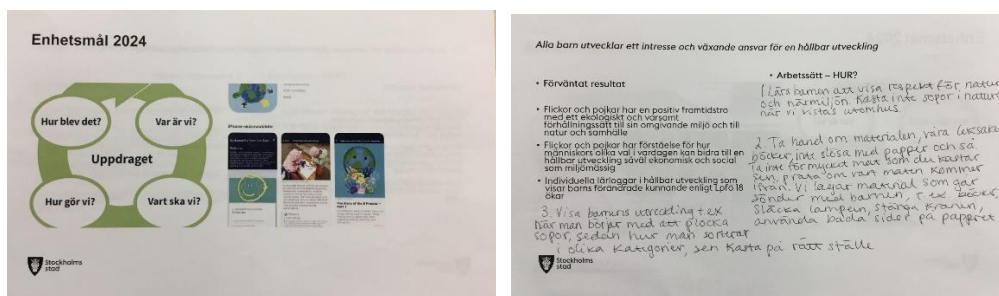 Enhetsmål 2024
Hur blev det?
Var är vi?
Uppdraget
Hur gör vi?
Vart ska vi?
Stockholms
stad
Alla barn utvecklar ett intresse och växande ansvar för en hållbar utveckling
• Förväntat resultat
• Flickor och pojkar har en positiv framtidstro
med ett ekologiskt och varsamt
förhållningssätt till sin omgivande miljö och till
natur och samhälle
• Flickor och pojkar har förståelse för hur
människors olika val i vardagen kan bidra till en
hållbar utveckling såväl ekonomisk och social
som miljömässig
• Individuella lärloggar i hållbar utveckling som
visar barns förändrade kunnande enligt Lpfö 18
ökar
3. Visa barnens utveckling t ex
när man börjar med att plocka
sopor, sedan hur man sorterar
i olika kategorier, sen kasta på rätt ställe
• Arbetssätt – HUR?
1 Lära barnen att visa respekt för natur
och närmiljön. Kasta inte sopor i natur
när vi vistas utomhus.
2. Ta hand om materialen, våra leksaker
böcker, inte slösa med papper och så.
Ta inte för mycket mat som du kastar
sen, prata om vart maten kommer
ifrån. Vi lagar material som går
sönder med barnen, t ex böcker
Släcka lampan, stänga kranen,
använda båda sidor på papperet
Stockholms
stad